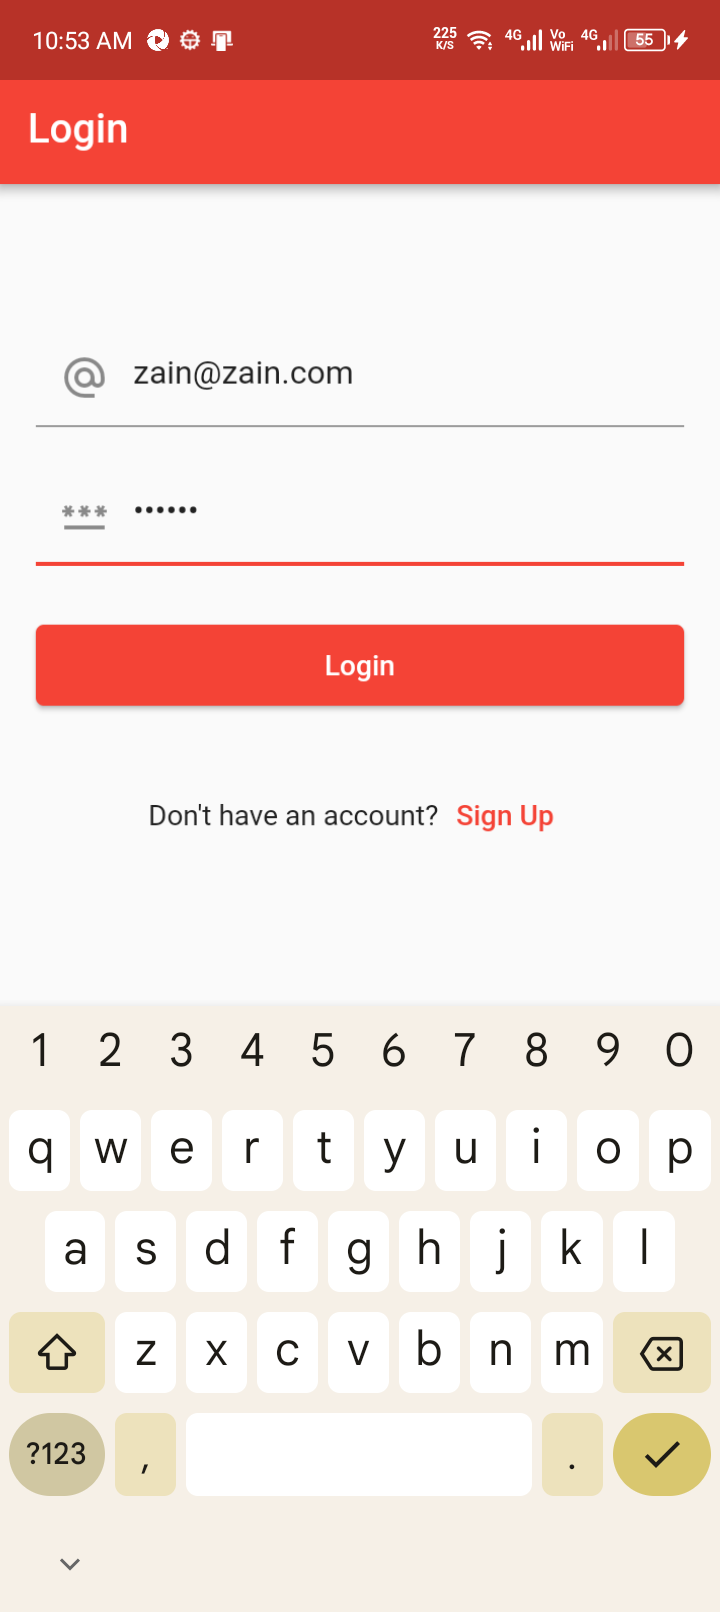 10:53 AM 225 K/S 4G Vo WiFi 4G 55
Login
@ zain@zain.com
*** ••••••
Login
Don't have an account? Sign Up
1 2 3 4 5 6 7 8 9 0
q w e r t y u i o p
a s d f g h j k l
z x c v b n m
?123 , .